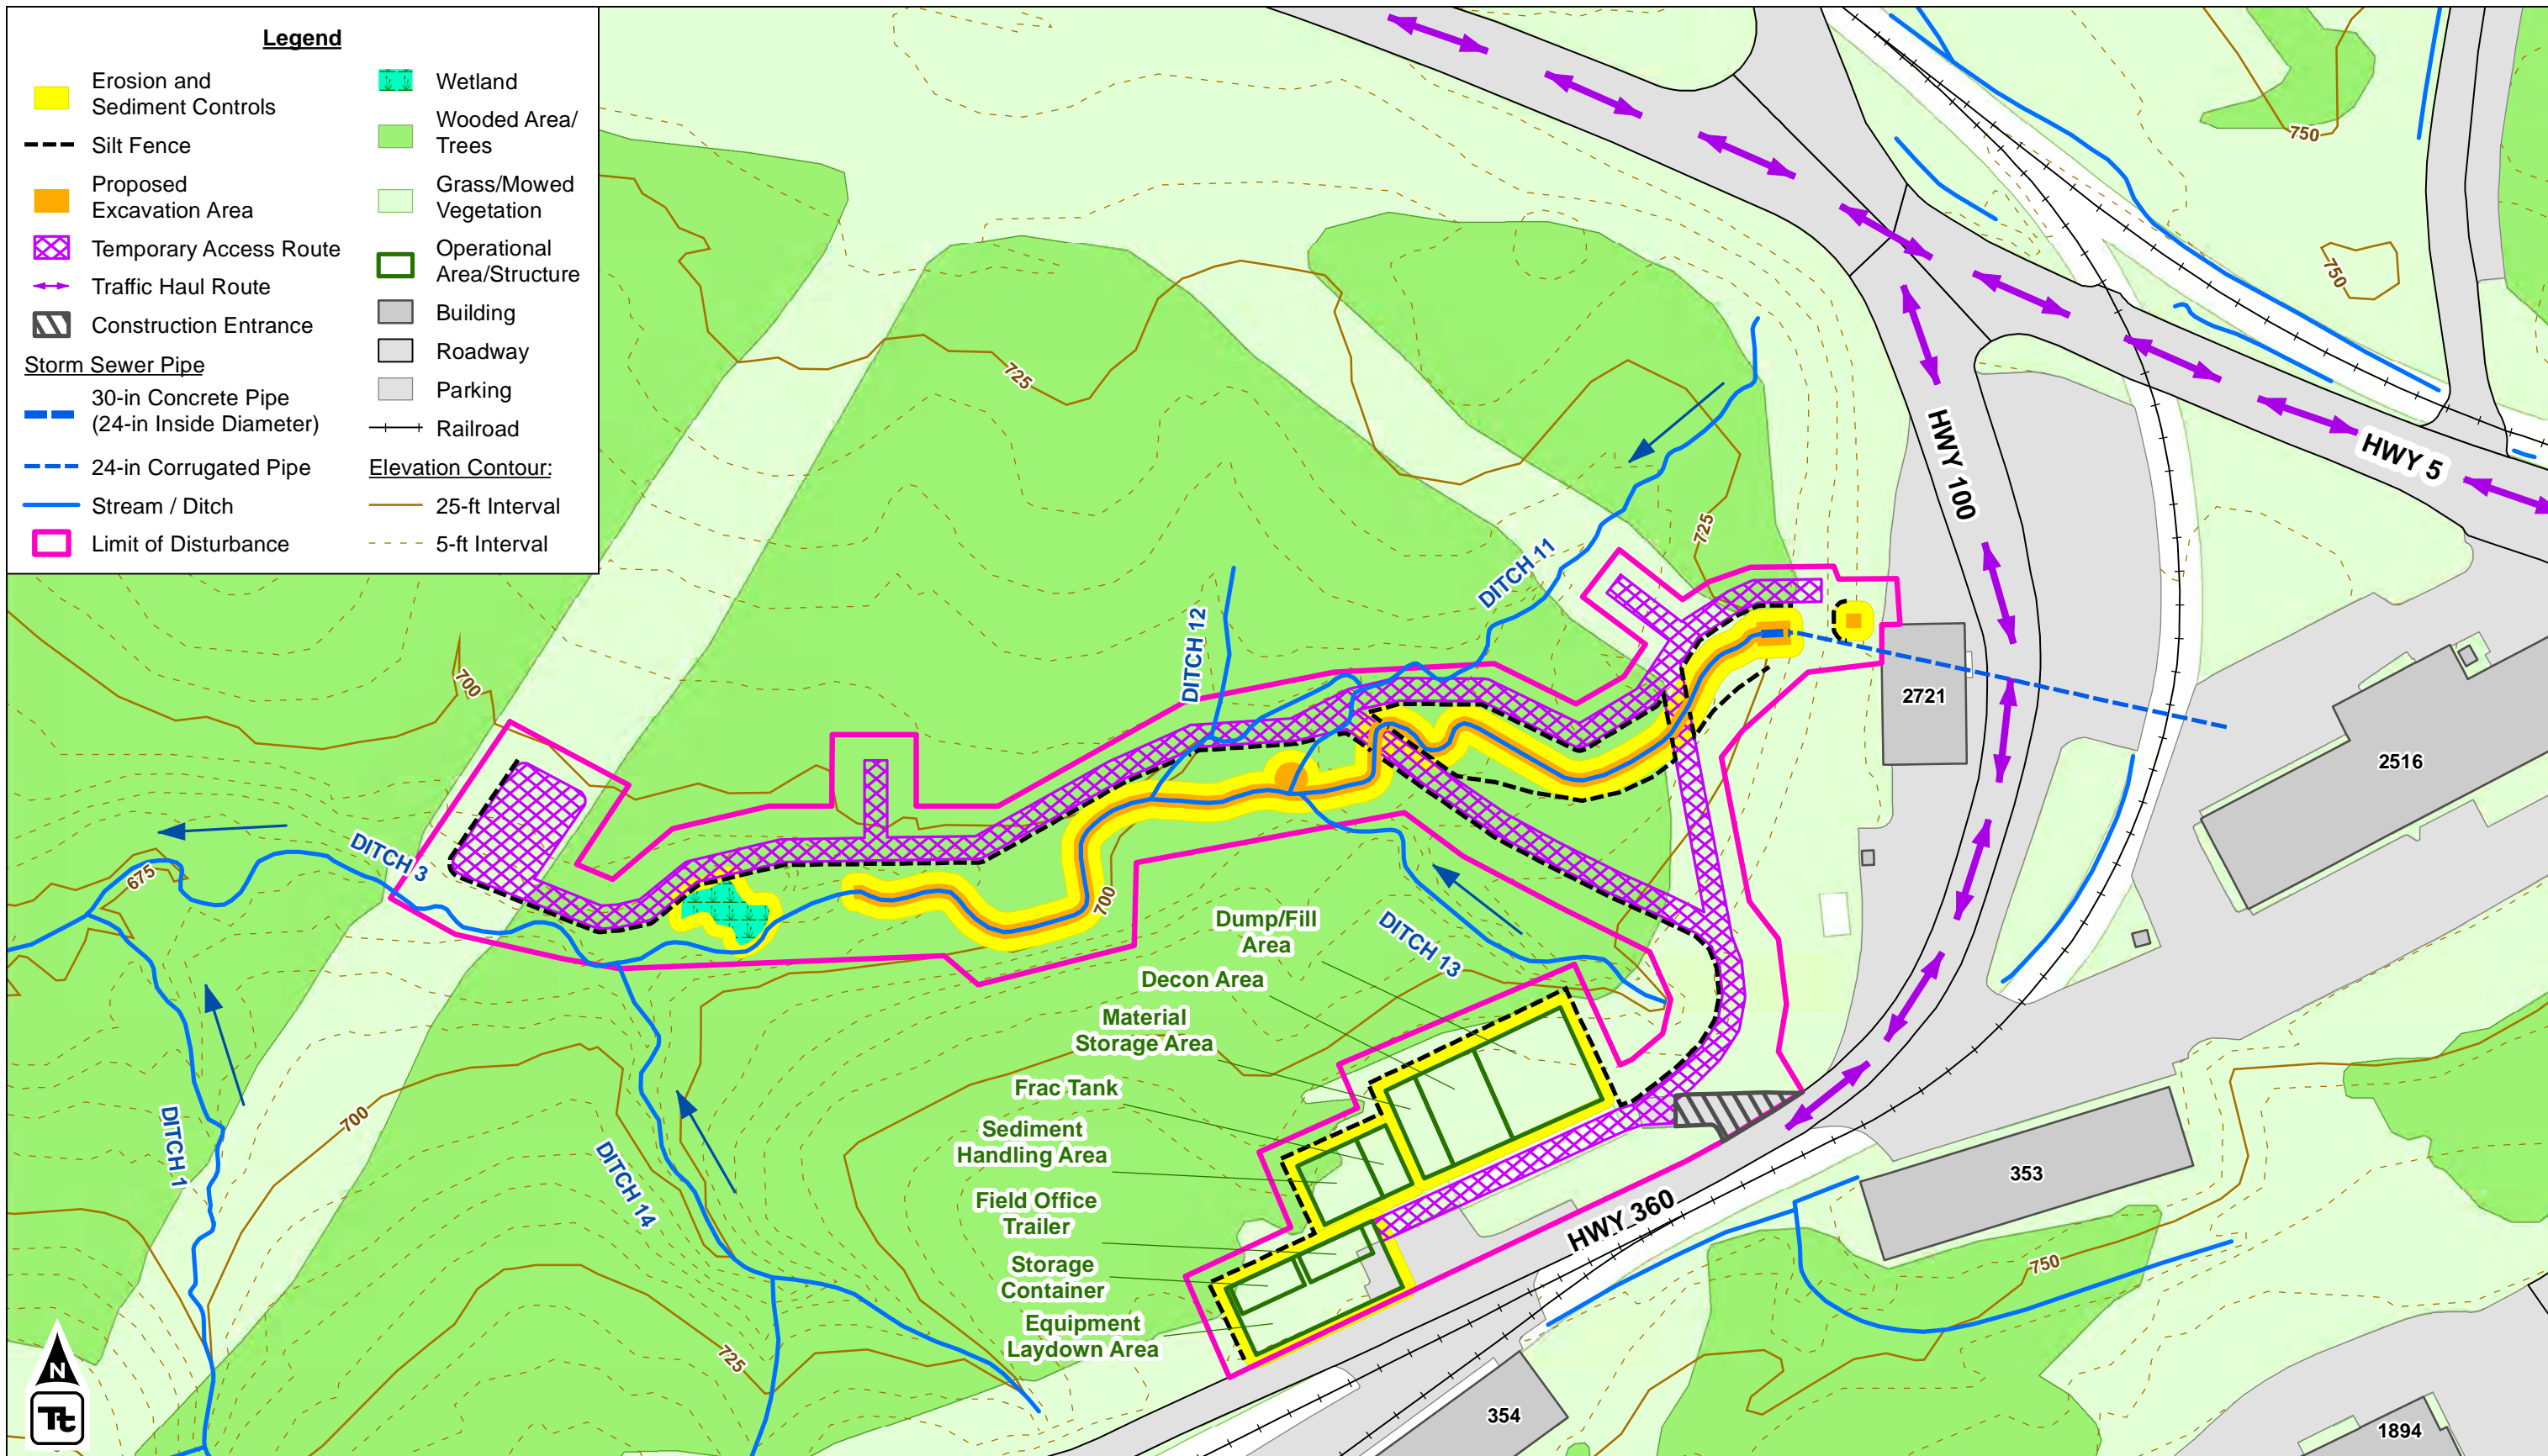 Legend
Erosion and
Sediment Controls
Silt Fence
Proposed
Excavation Area
Temporary Access Route
Traffic Haul Route
Construction Entrance
Storm Sewer Pipe
30-in Concrete Pipe
(24-in Inside Diameter)
24-in Corrugated Pipe
Stream / Ditch
Limit of Disturbance
Wetland
Wooded Area/
Trees
Grass/Mowed
Vegetation
Operational
Area/Structure
Building
Roadway
Parking
Railroad
Elevation Contour:
25-ft Interval
5-ft Interval
750
750
725
HWY 100
HWY 5
725
DITCH 11
DITCH 12
700
2721
2516
DITCH 3
675
700
Dump/Fill
Area
DITCH 13
Decon Area
Material
Storage Area
Frac Tank
700
DITCH 1
DITCH 14
Sediment
Handling Area
353
Field Office
Trailer
HWY 360
750
Storage
Container
Equipment
Laydown Area
725
N
Tt
354
1894